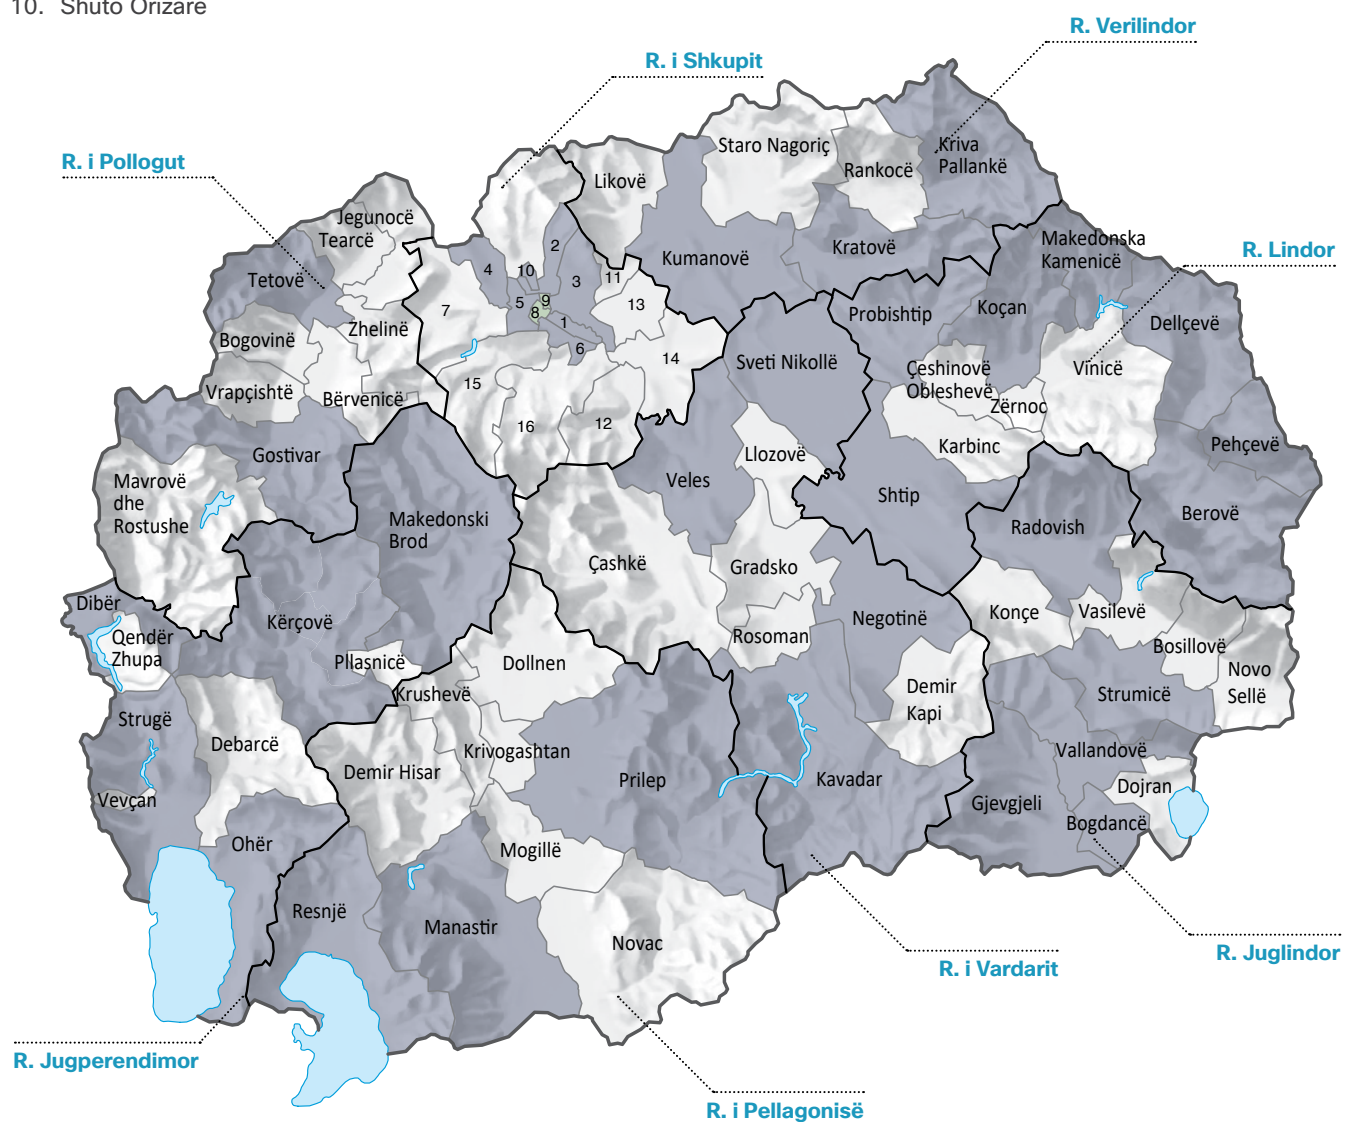 10. Shuto Orizare
R. Verilindor
R. i Shkupit
R. i Pollogut
R. Lindor
Staro Nagoriç
Rankocë
Kriva
Pallankë
Likovë
Jegunocë
Tearcë
Tetovë
Kumanovë
Kratovë
Makedonska
Kamenicë
2
4
10
3
11
5
9
8
13
7
1
6
14
15
16
12
Probishtip
Koçan
Dellçevë
Bogovinë
Zhelinë
Sveti Nikollë
Çeshinovë
Obleshevë
Vinicë
Zërnoc
Vrapçishtë
Bërvenicë
Karbinc
Pehçevë
Gostivar
Llozovë
Mavrovë
dhe
Rostushe
Veles
Shtip
Berovë
Makedonski
Brod
Radovish
Çashkë
Gradsko
Dibër
Qendër
Zhupa
Kërçovë
Rosoman
Negotinë
Konçe
Vasilevë
Bosillovë
Pllasnicë
Dollnen
Novo
Sellë
Krushevë
Demir
Kapi
Strumicë
Strugë
Debarcë
Krivogashtan
Vallandovë
Demir Hisar
Prilep
Kavadar
Dojran
Vevçan
Gjevgjeli
Bogdancë
Ohër
Mogillë
Resnjë
Manastir
Novac
R. Juglindor
R. i Vardarit
R. Jugperendimor
R. i Pellagonisë